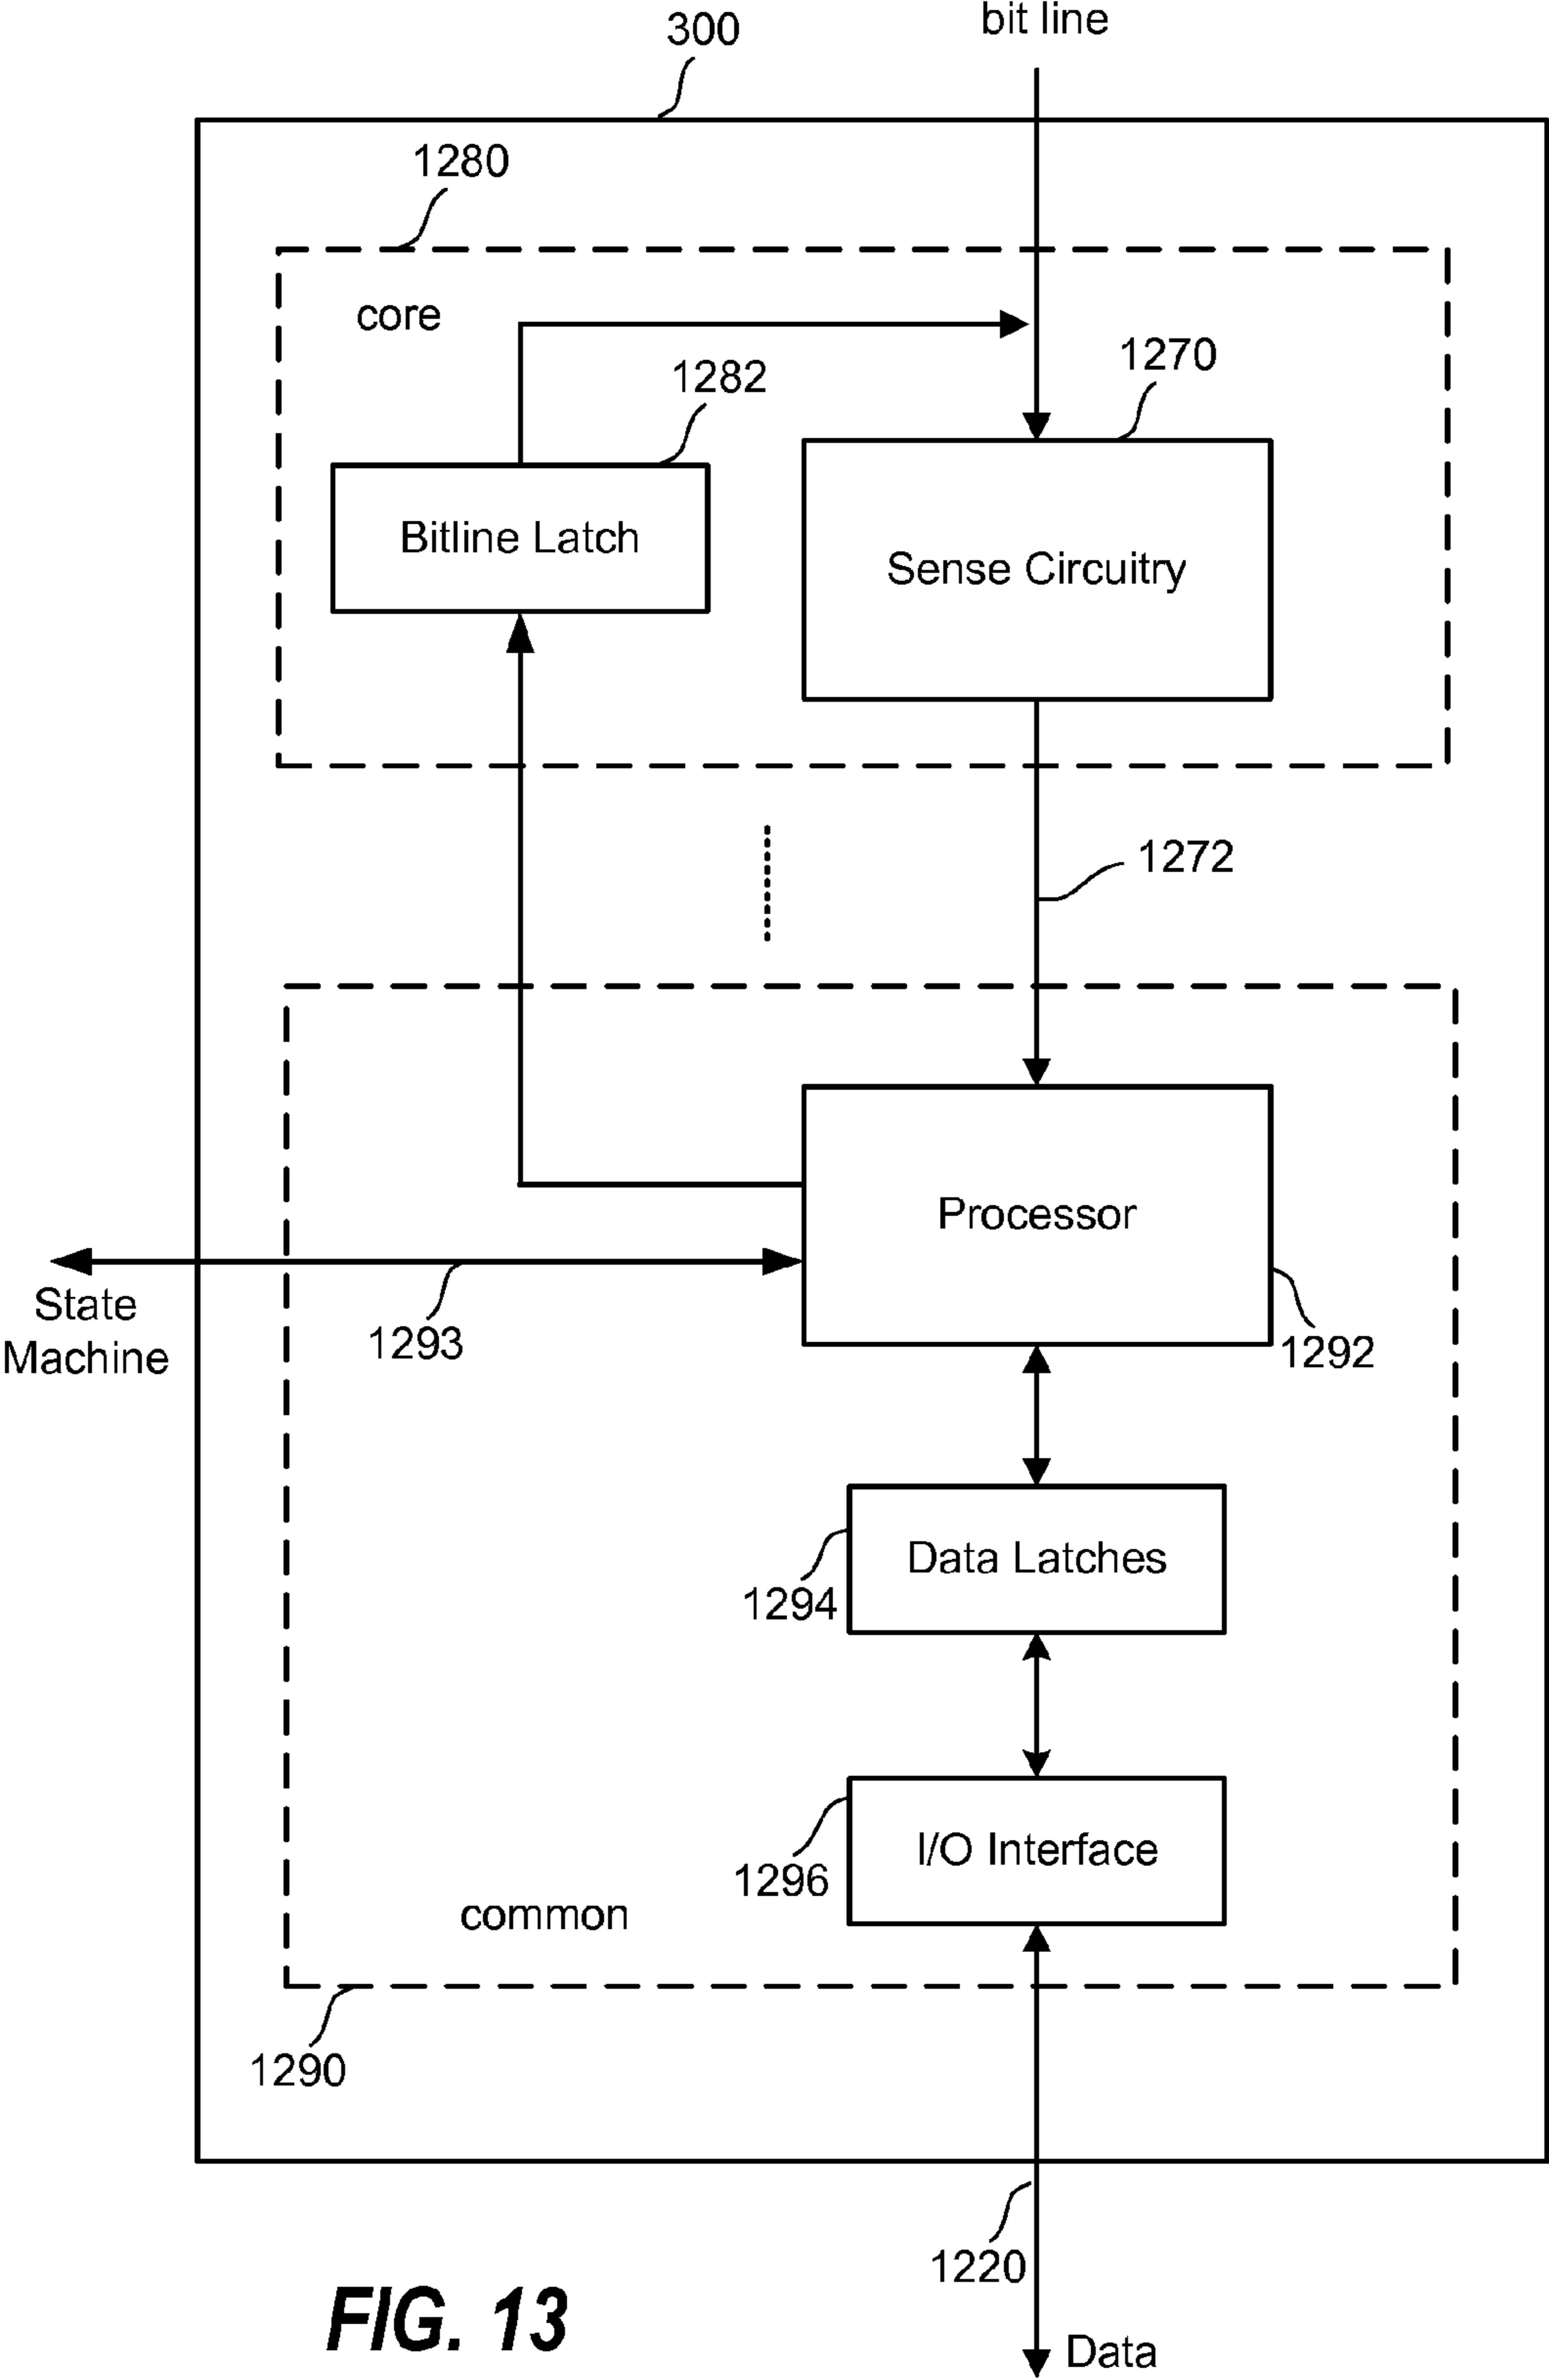 bit line
300
1280
core
1270
1282
Bitline Latch
Sense Circuitry
1272
Processor
State
Machine
1293
1292
Data Latches
1294
I/O Interface
1296
common
1290
1220
FIG. 13
Data